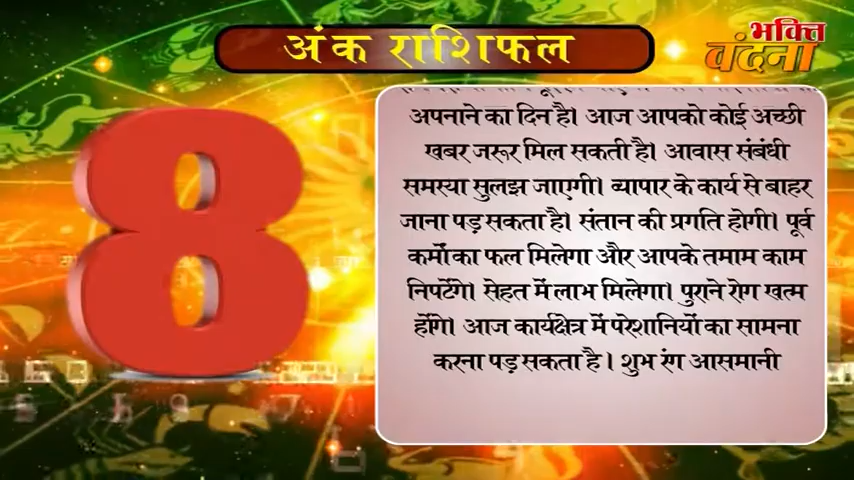 अंक राशिफल
भक्ति
वंदना
8
अपनाने का दिन है। आज आपको कोई अच्छी
खबर जरूर मिल सकती है। आवास संबंधी
समस्या सुलझ जाएगी। व्यापार के कार्य से बाहर
जाना पड़ सकता है। संतान की प्रगति होगी। पूर्व
कर्मों का फल मिलेगा और आपके तमाम काम
निपटेंगे। सेहत में लाभ मिलेगा। पुराने रोग खत्म
होंगे। आज कार्यक्षेत्र में परेशानियों का सामना
करना पड़ सकता है। शुभ रंग आसमानी